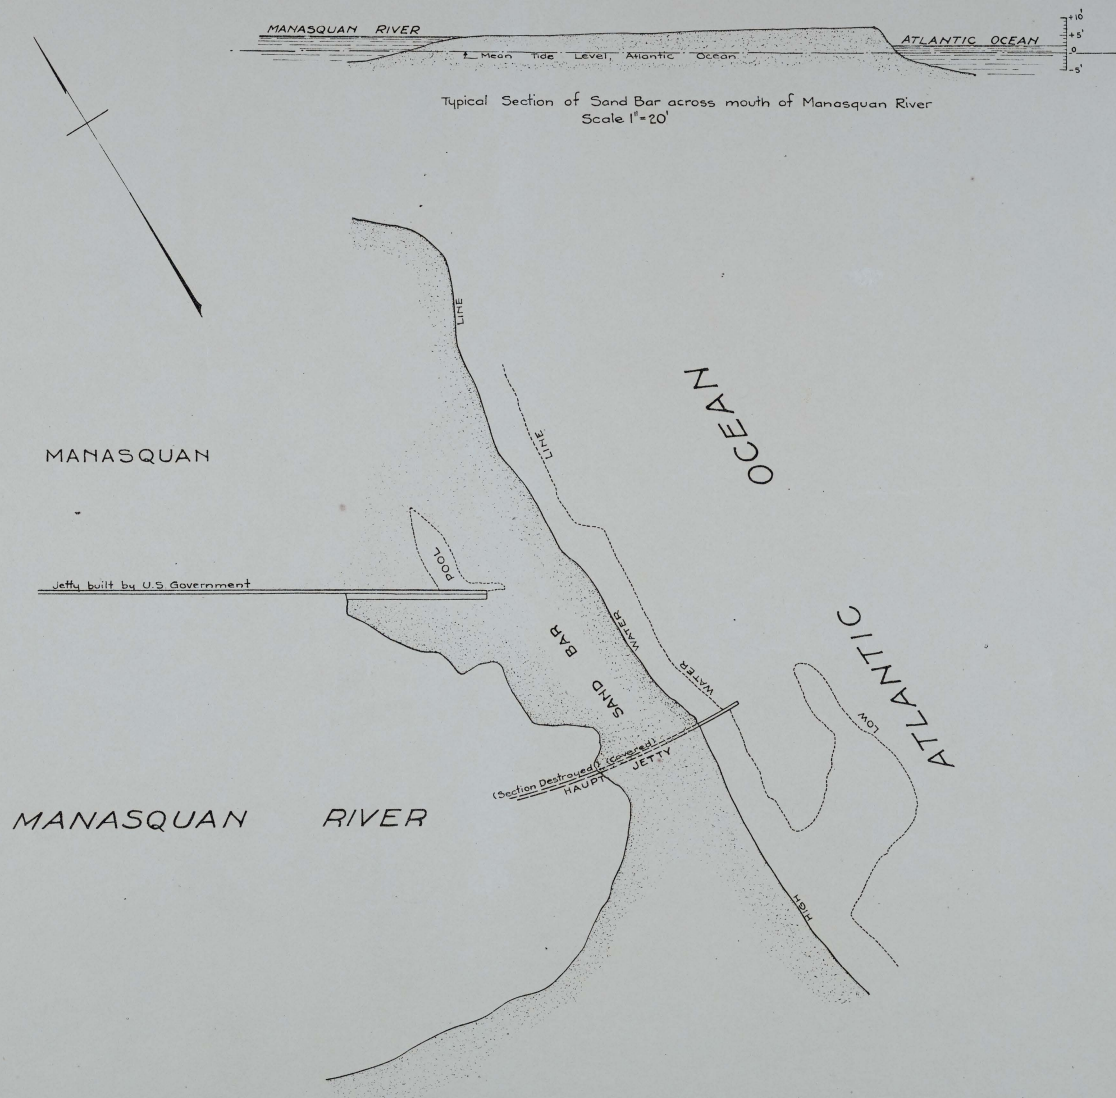 MANASQUAN RIVER
ATLANTIC OCEAN
+10'
+5'
0
-5'
Mean Tide Level, Atlantic Ocean
Typical Section of Sand Bar across mouth of Manasquan River
Scale 1"=20'
LINE
OCEAN
LINE
MANASQUAN
POOL
Jetty built by U.S. Government
WATER
SAND BAR
WATER
ATLANTIC
LOW
(Section Destroyed) (Covered)
HAUPT JETTY
MANASQUAN RIVER
HIGH